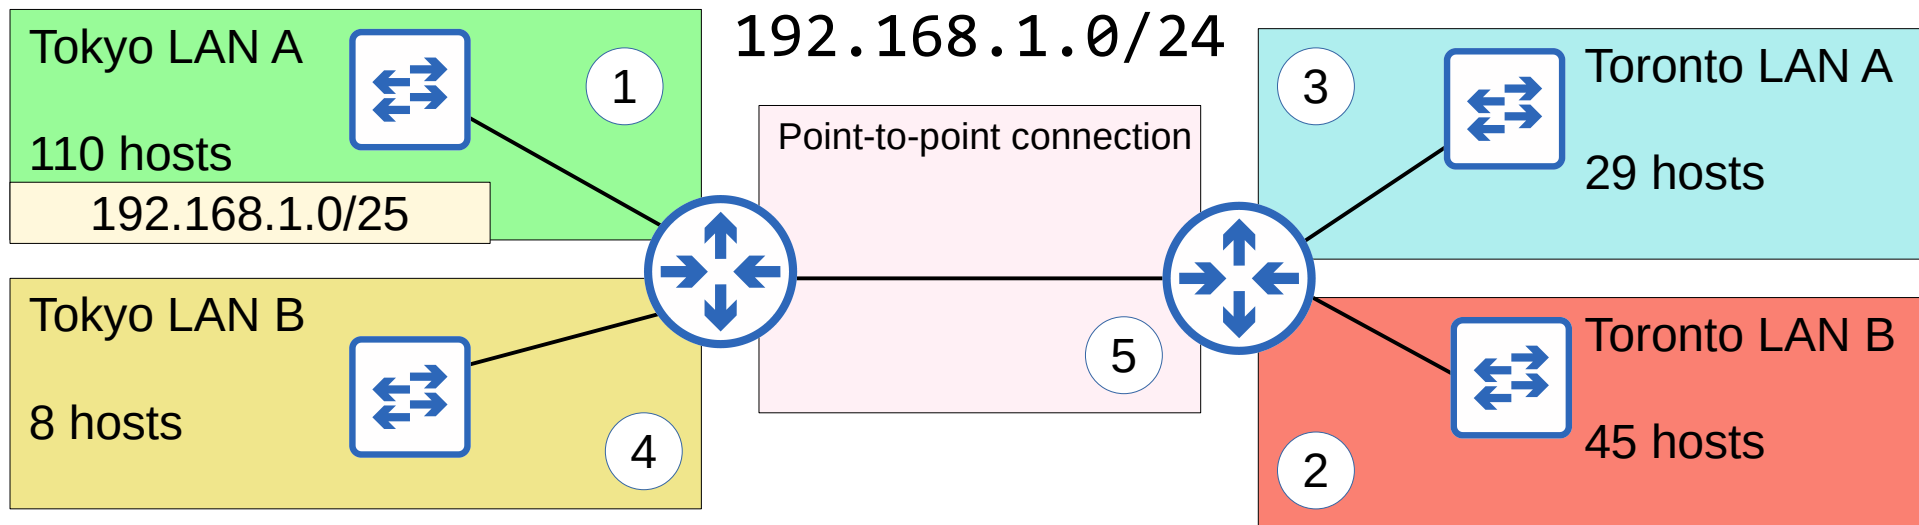 192.168.1.0/24
Tokyo LAN A
1
110 hosts
192.168.1.0/25
Point-to-point connection
3
Toronto LAN A
29 hosts
Tokyo LAN B
8 hosts
4
5
Toronto LAN B
45 hosts
2